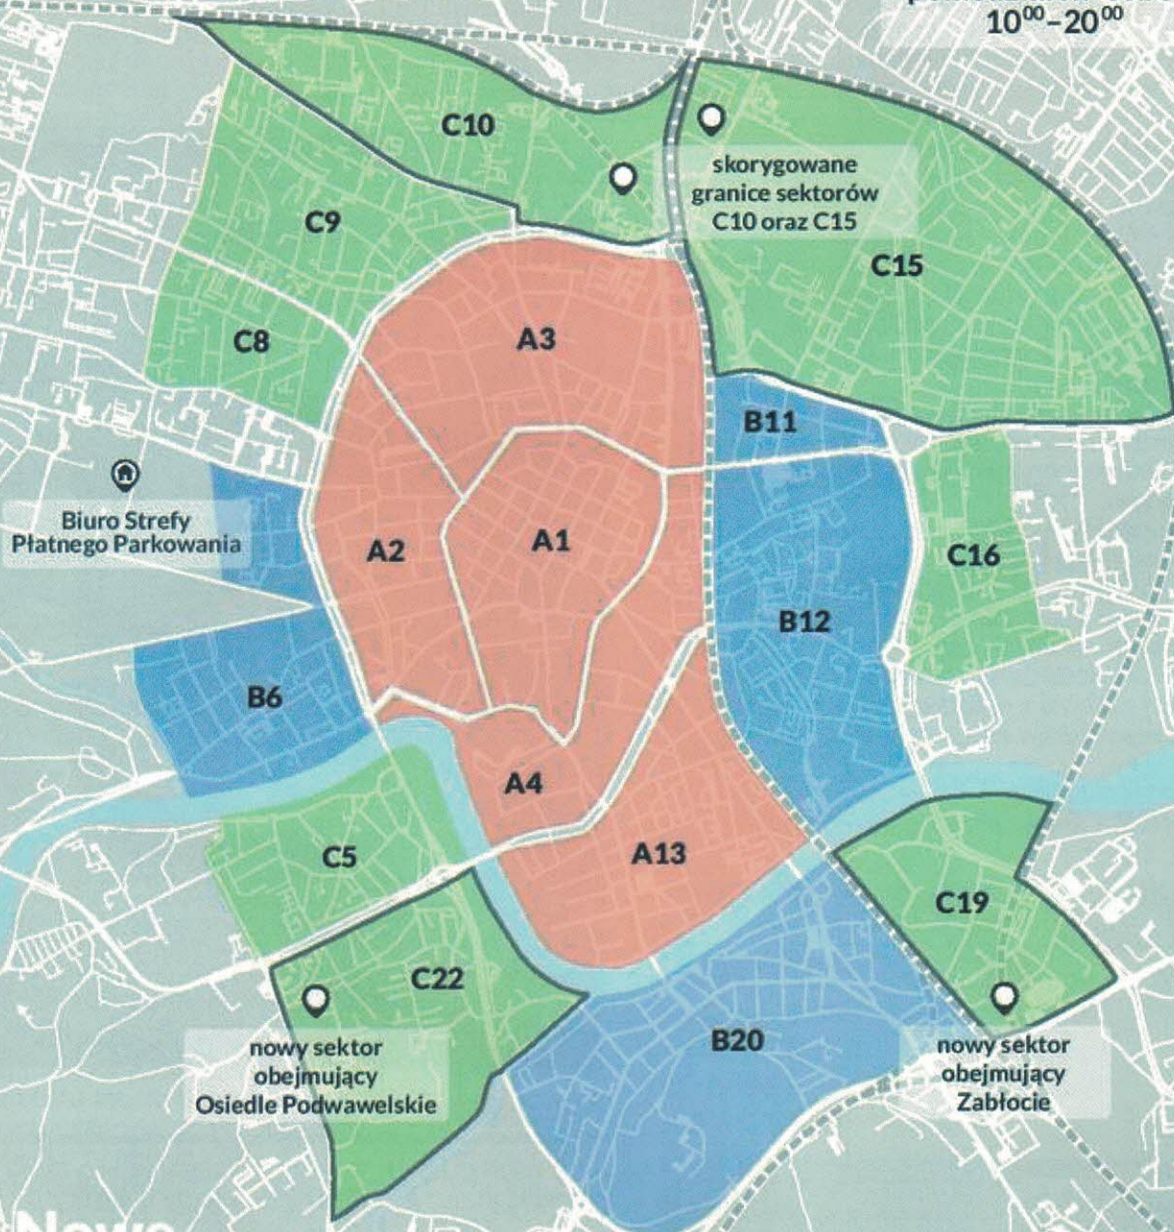 10⁰⁰–20⁰⁰
C10
skorygowane
granice sektorów
C10 oraz C15
C9
C15
C8
A3
B11
Biuro Strefy
Płatnego Parkowania
A2
A1
C16
B12
B6
A4
C5
A13
C19
C22
B20
nowy sektor
obejmujący
Osiedle Podwawelskie
nowy sektor
obejmujący
Zabłocie